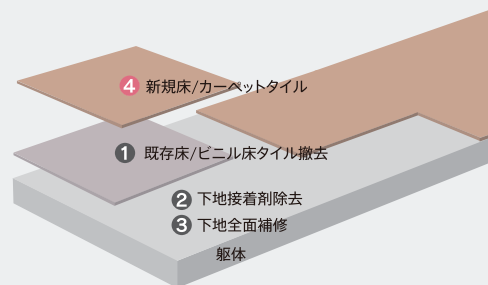 ❹ 新規床/カーペットタイル
❶ 既存床/ビニル床タイル撤去
❷ 下地接着剤除去
❸ 下地全面補修
躯体